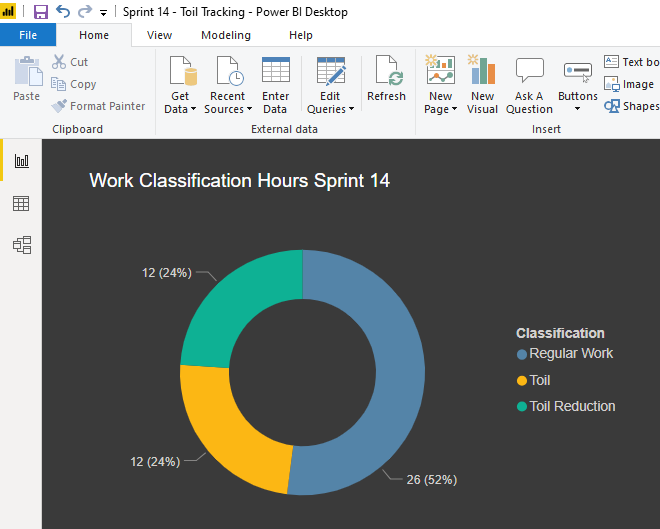 Sprint 14 - Toil Tracking - Power BI Desktop
File Home View Modeling Help
Paste Cut Copy Format Painter
Clipboard
Get Data Recent Sources Enter Data Edit Queries Refresh
External data
New Page New Visual Ask A Question Buttons Text bo Image Shapes
Insert
Work Classification Hours Sprint 14
12 (24%)
Classification
Regular Work
Toil
Toil Reduction
12 (24%)
26 (52%)